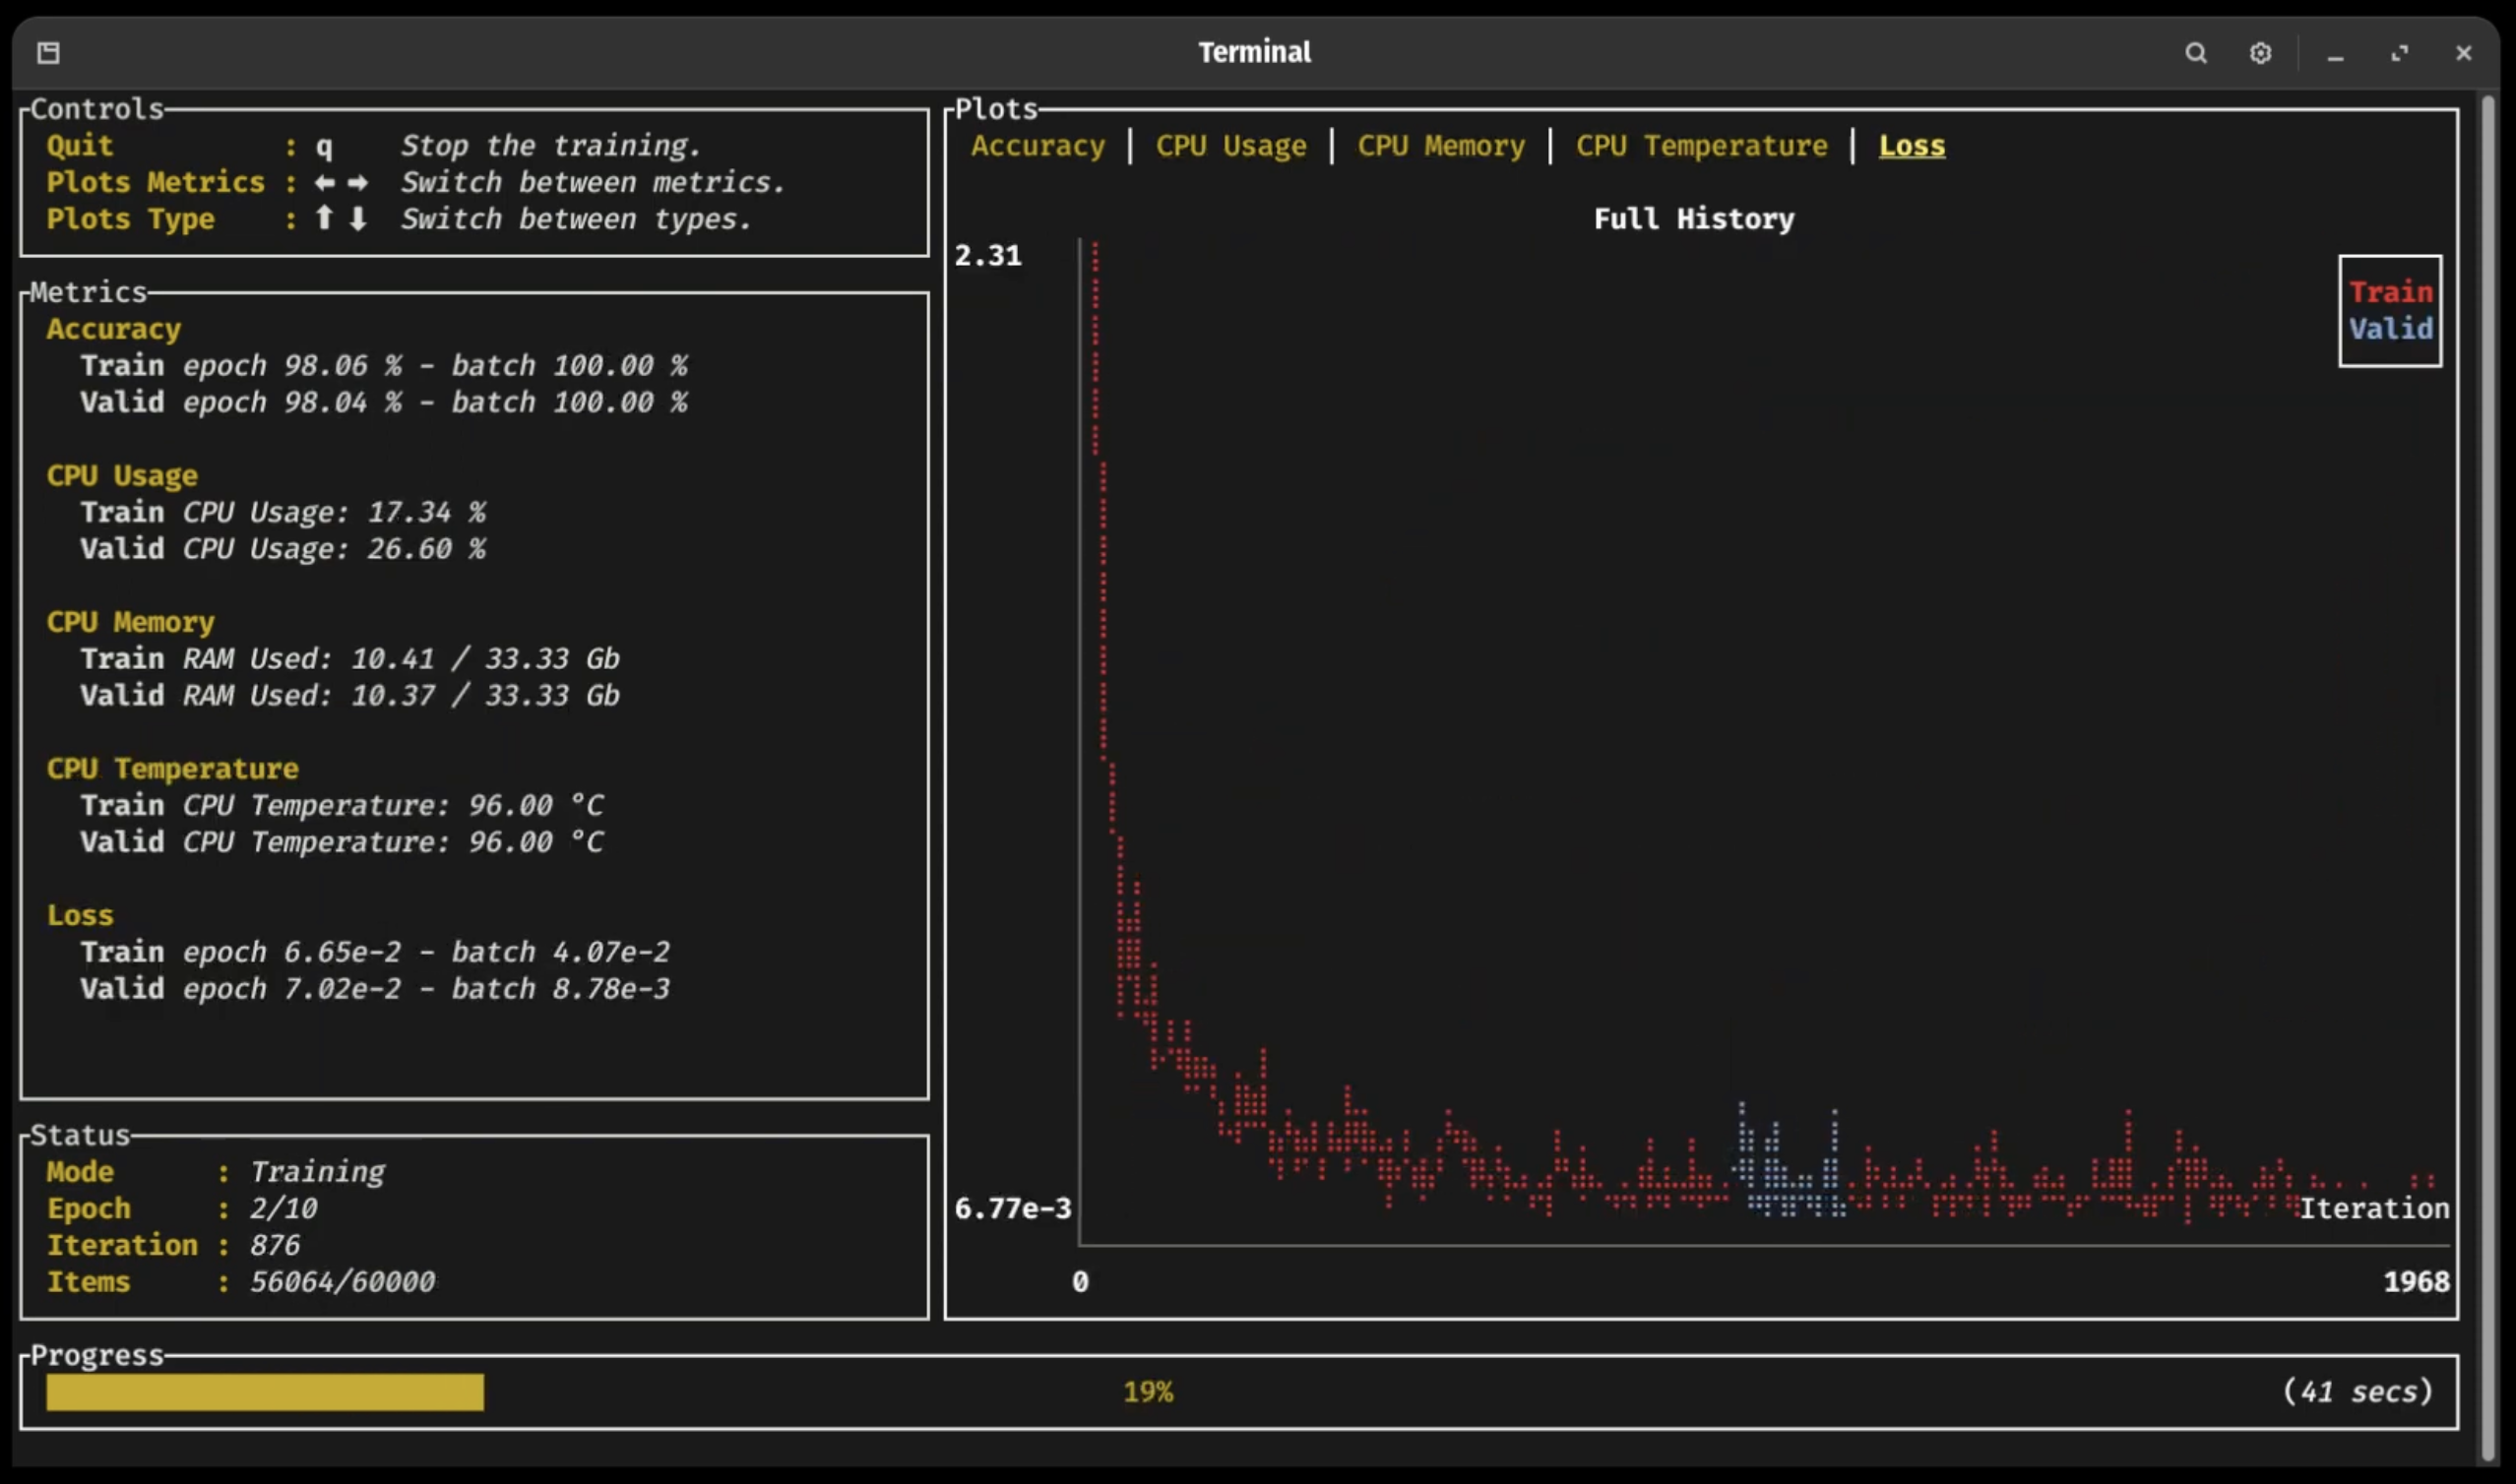 Terminal
Controls
Quit : q Stop the training.
Plots Metrics : ← → Switch between metrics.
Plots Type : ↑ ↓ Switch between types.
Metrics
Accuracy
Train epoch 98.06 % - batch 100.00 %
Valid epoch 98.04 % - batch 100.00 %
CPU Usage
Train CPU Usage: 17.34 %
Valid CPU Usage: 26.60 %
CPU Memory
Train RAM Used: 10.41 / 33.33 Gb
Valid RAM Used: 10.37 / 33.33 Gb
CPU Temperature
Train CPU Temperature: 96.00 °C
Valid CPU Temperature: 96.00 °C
Loss
Train epoch 6.65e-2 - batch 4.07e-2
Valid epoch 7.02e-2 - batch 8.78e-3
Status
Mode : Training
Epoch : 2/10
Iteration : 876
Items : 56064/60000
Plots
Accuracy | CPU Usage | CPU Memory | CPU Temperature | Loss
Full History
2.31
Train
Valid
6.77e-3
Iteration
0 1968
Progress
19% (41 secs)